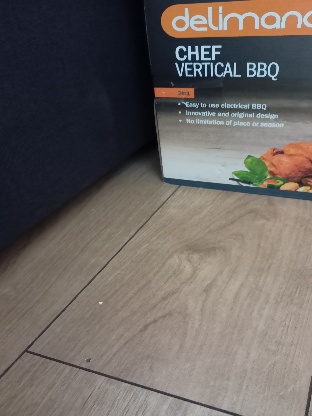 delimano
CHEF
VERTICAL BBQ
• Easy to use electrical BBQ
• Innovative and original design
• No limitation of place or season